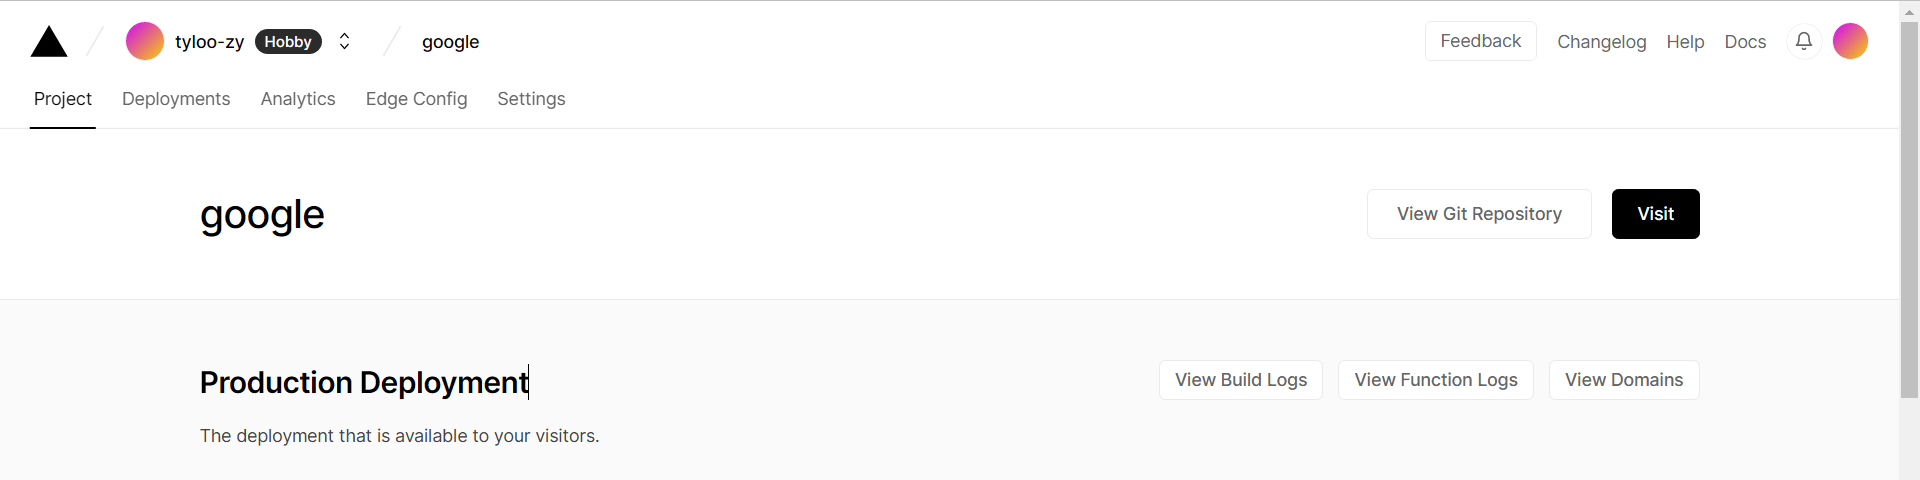 tyloo-zy Hobby google Feedback Changelog Help Docs
Project Deployments Analytics Edge Config Settings
google View Git Repository Visit
Production Deployment View Build Logs View Function Logs View Domains
The deployment that is available to your visitors.